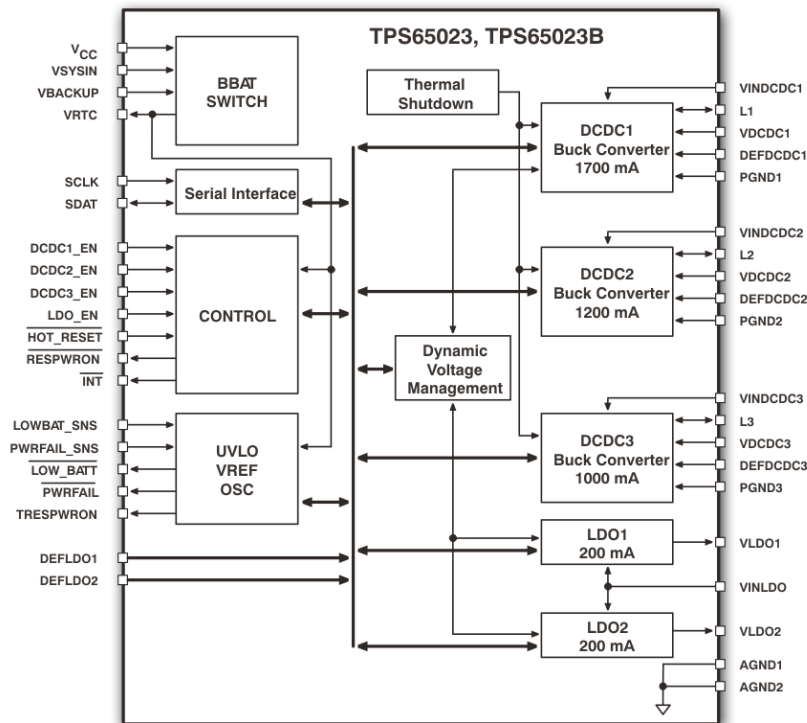 TPS65023, TPS65023B
VCC
VSYSIN
VBACKUP
VRTC
BBAT
SWITCH
SCLK
SDAT
Serial Interface
DCDC1_EN
DCDC2_EN
DCDC3_EN
LDO_EN
HOT_RESET
RESPWRON
INT
CONTROL
LOWBAT_SNS
PWRFAIL_SNS
LOW_BATT
PWRFAIL
TRESPWRON
UVLO
VREF
OSC
DEFLDO1
DEFLDO2
Thermal
Shutdown
Dynamic
Voltage
Management
DCDC1
Buck Converter
1700 mA
VINDCDC1
L1
VDCDC1
DEFDCDC1
PGND1
DCDC2
Buck Converter
1200 mA
VINDCDC2
L2
VDCDC2
DEFDCDC2
PGND2
DCDC3
Buck Converter
1000 mA
VINDCDC3
L3
VDCDC3
DEFDCDC3
PGND3
LDO1
200 mA
VLDO1
VINLDO
LDO2
200 mA
VLDO2
AGND1
AGND2